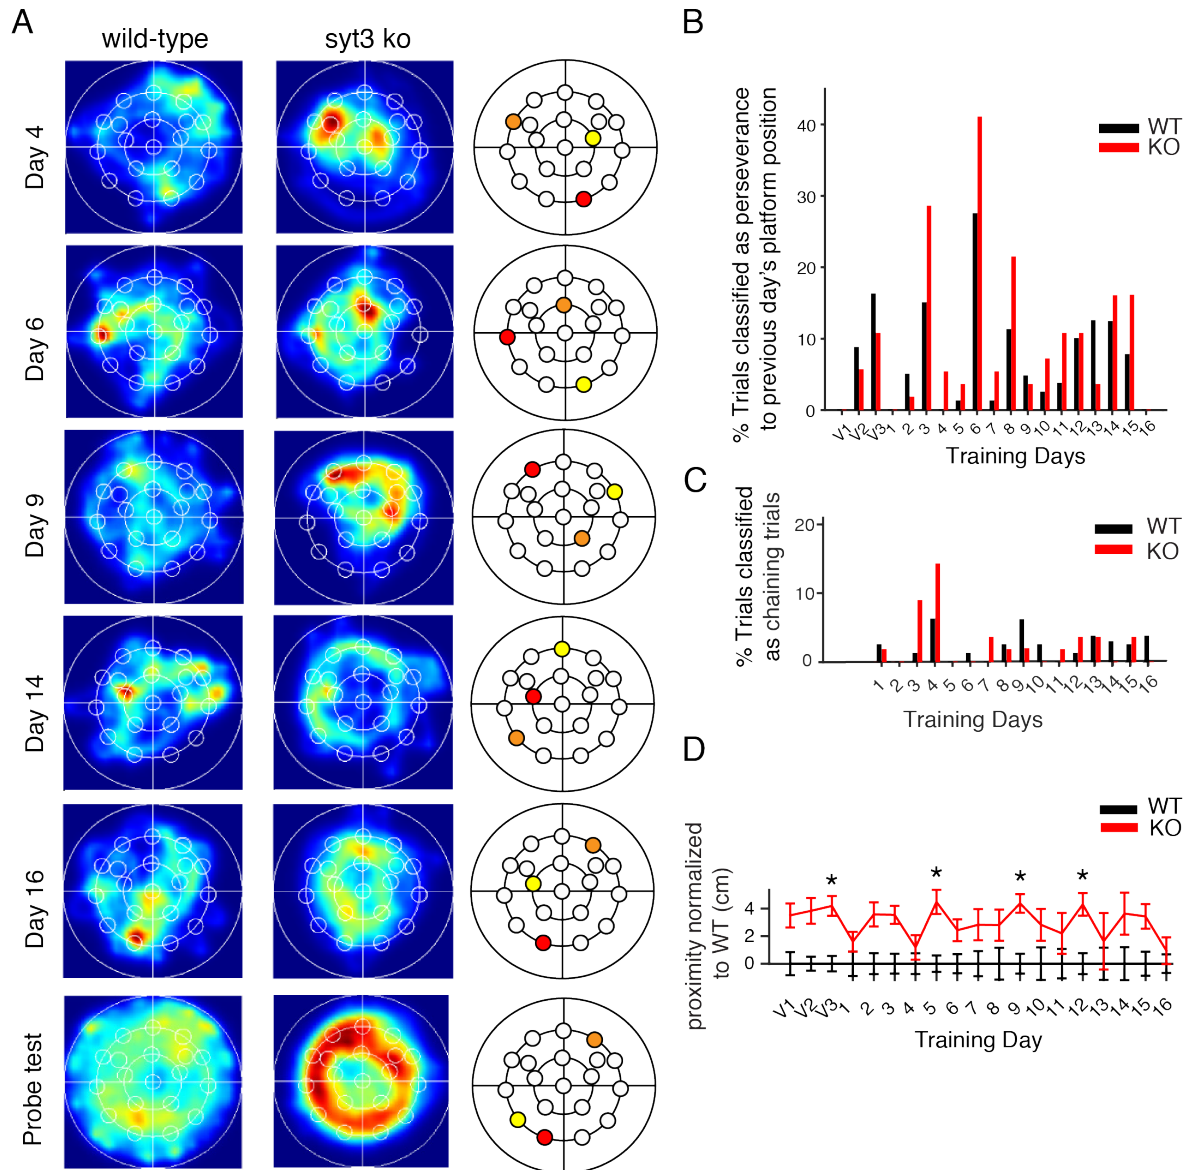 A
wild-type
syt3 ko
Day 4
Day 6
Day 9
Day 14
Day 16
Probe test
B
% Trials classified as perseverance
to previous day's platform position
40
30
20
10
0
WT
KO
V1 V2 V3 1 2 3 4 5 6 7 8 9 10 11 12 13 14 15 16
Training Days
C
% Trials classified
as chaining trials
20
10
0
WT
KO
1 2 3 4 5 6 7 8 9 10 11 12 13 14 15 16
Training Days
D
proximity normalized
to WT (cm)
WT
KO
* * * *
4
2
0
V1 V2 V3 1 2 3 4 5 6 7 8 9 10 11 12 13 14 15 16
Training Day